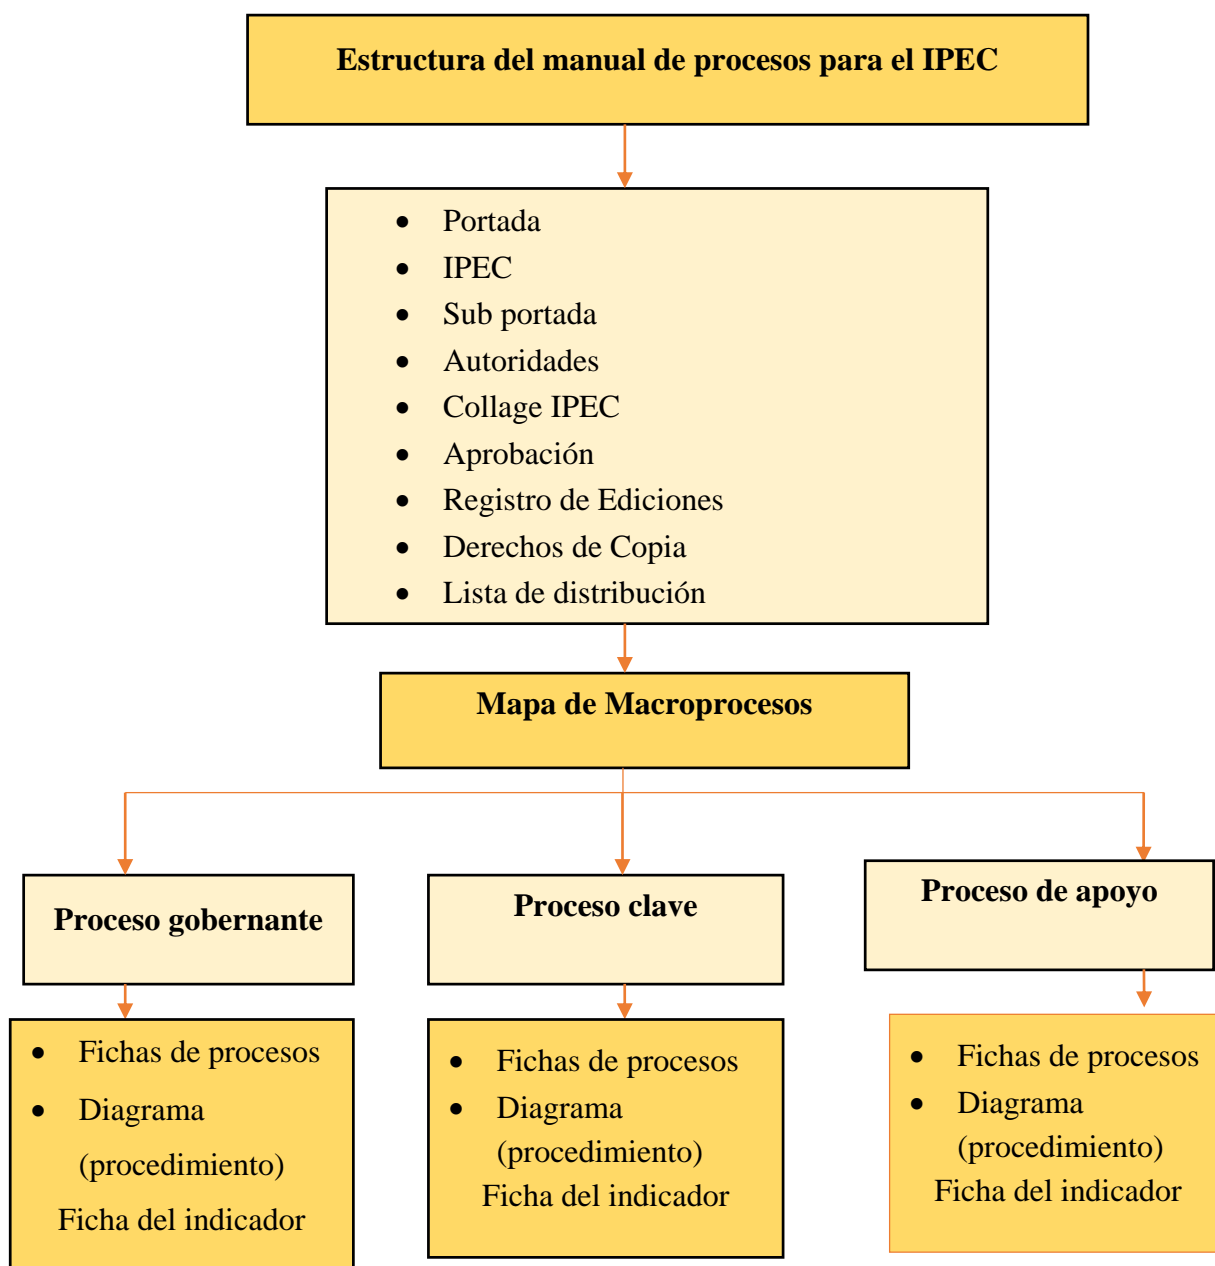 Estructura del manual de procesos para el IPEC
• Portada
• IPEC
• Sub portada
• Autoridades
• Collage IPEC
• Aprobación
• Registro de Ediciones
• Derechos de Copia
• Lista de distribución
Mapa de Macroprocesos
Proceso gobernante
Proceso clave
Proceso de apoyo
• Fichas de procesos
• Diagrama
(procedimiento)
Ficha del indicador
• Fichas de procesos
• Diagrama
(procedimiento)
Ficha del indicador
• Fichas de procesos
• Diagrama
(procedimiento)
Ficha del indicador